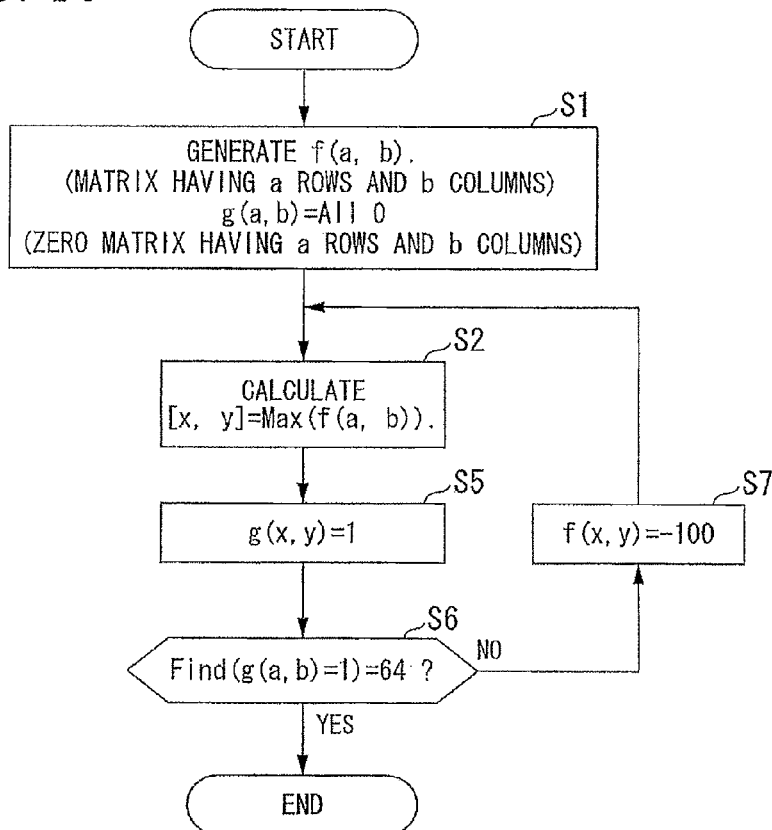 START
S1
GENERATE f(a, b).
(MATRIX HAVING a ROWS AND b COLUMNS)
g(a,b)=All 0
(ZERO MATRIX HAVING a ROWS AND b COLUMNS)
S2
CALCULATE
[x, y]=Max(f(a, b)).
S5
g(x,y)=1
S7
f(x,y)=-100
S6
Find(g(a,b)=1)=64 ?
NO
YES
END